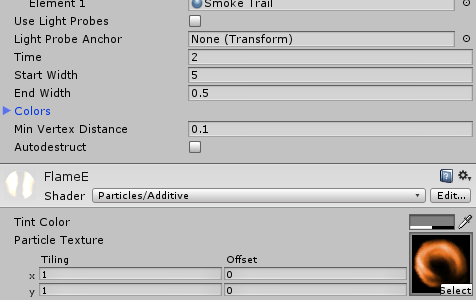 Element 1 Smoke Trail
Use Light Probes
Light Probe Anchor None (Transform)
Time 2
Start Width 5
End Width 0.5
Colors
Min Vertex Distance 0.1
Autodestruct
FlameE
Shader Particles/Additive Edit...
Tint Color
Particle Texture
Tiling Offset
x 1 0
y 1 0
Select